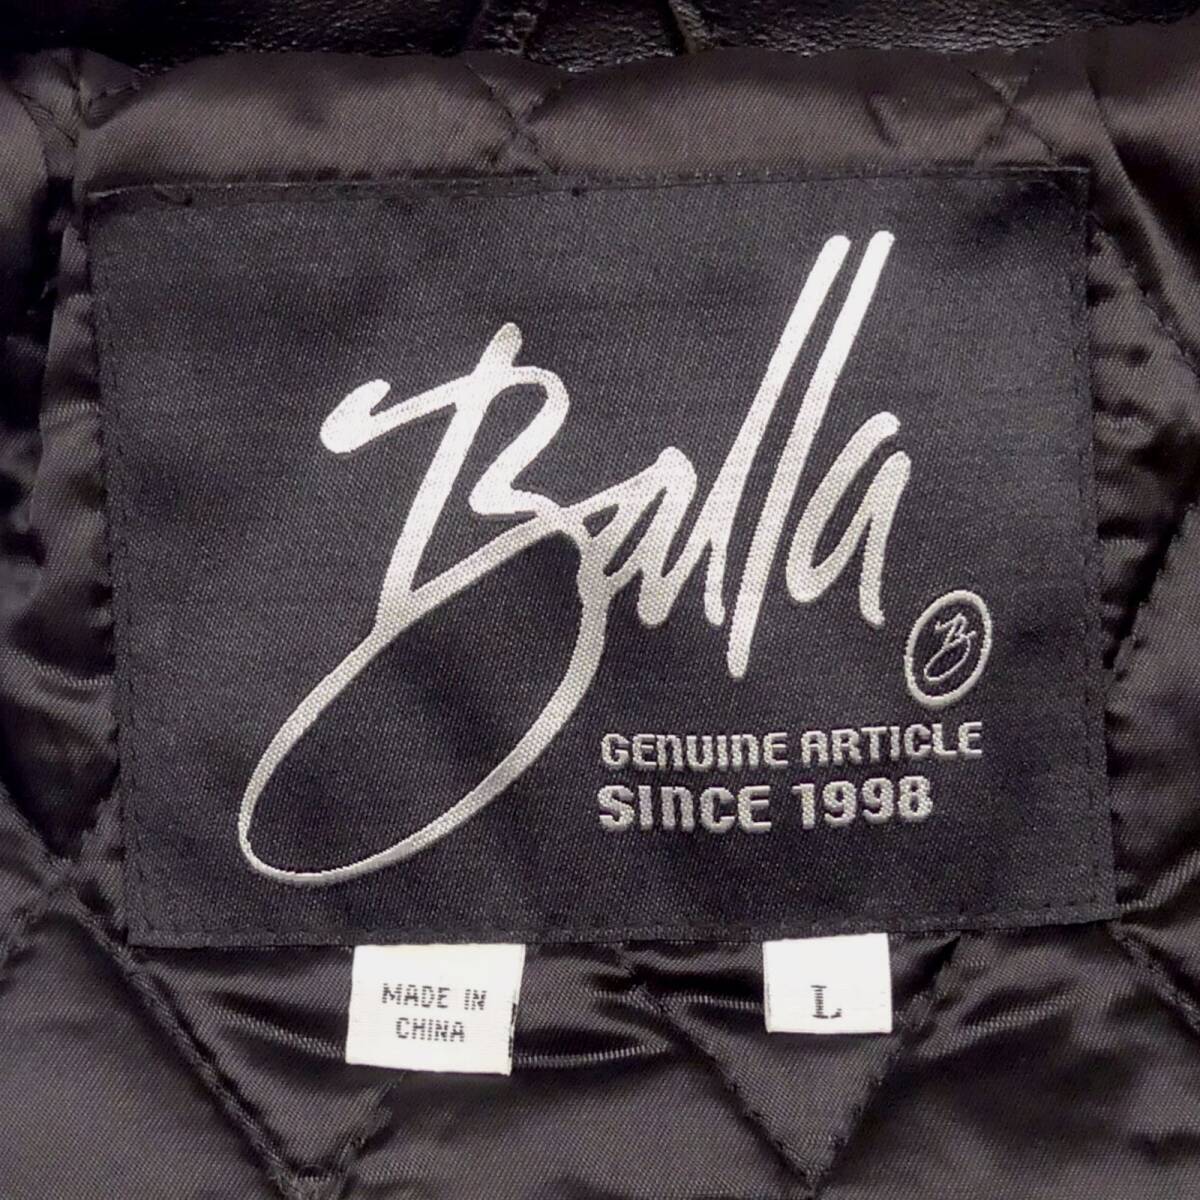 Balla
B
GENUINE ARTICLE
SINCE 1998
MADE IN
CHINA
L